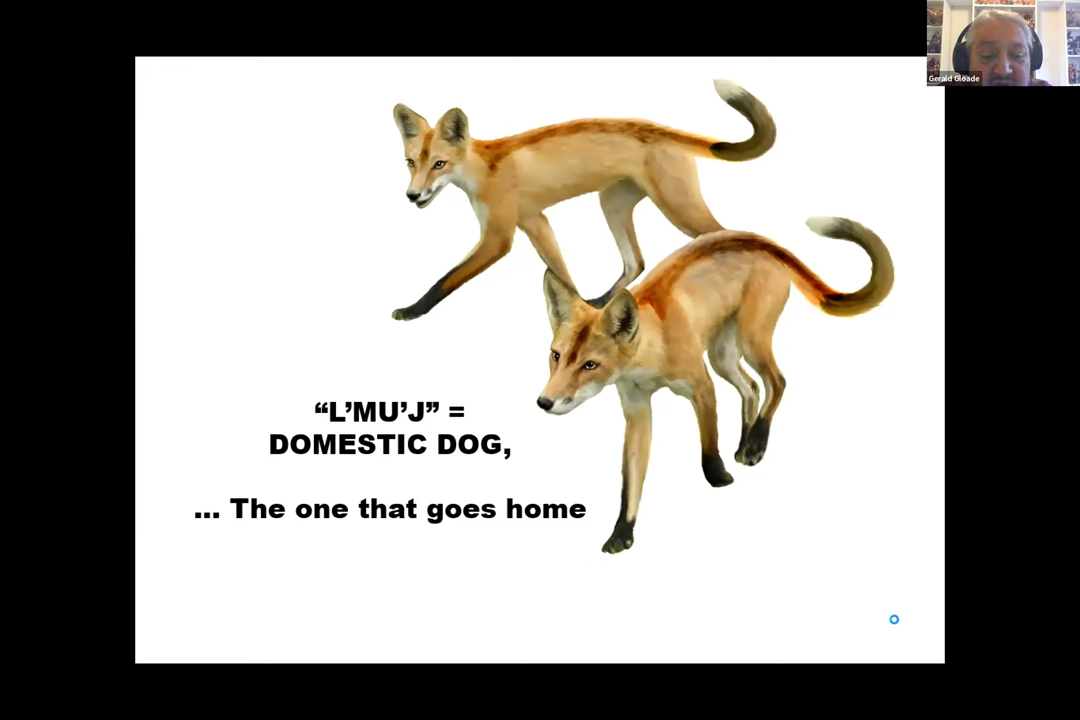 Gerald Gloade
“L’MU’J” =
DOMESTIC DOG,
... The one that goes home